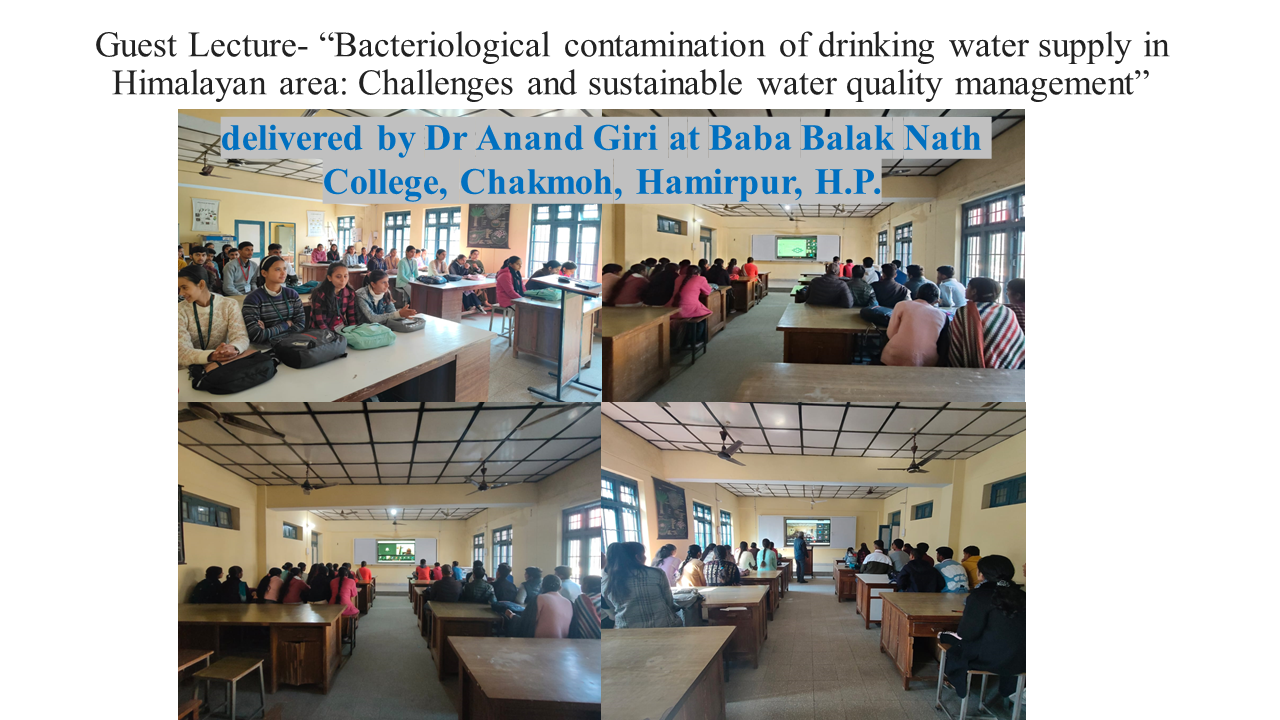 Guest Lecture- “Bacteriological contamination of drinking water supply in
Himalayan area: Challenges and sustainable water quality management”
delivered by Dr Anand Giri at Baba Balak Nath
College, Chakmoh, Hamirpur, H.P.